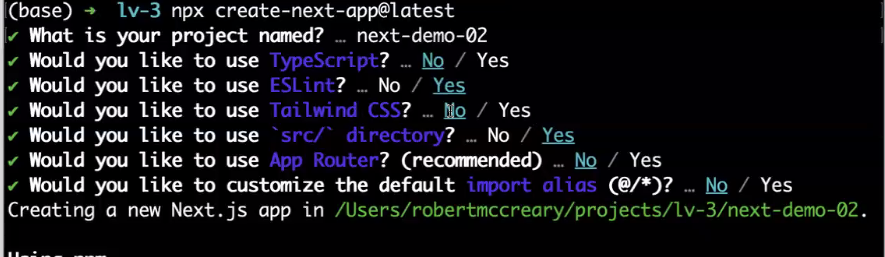 (base) → lv-3 npx create-next-app@latest
✔ What is your project named? … next-demo-02
✔ Would you like to use TypeScript? … No / Yes
✔ Would you like to use ESLint? … No / Yes
✔ Would you like to use Tailwind CSS? … No / Yes
✔ Would you like to use `src/` directory? … No / Yes
✔ Would you like to use App Router? (recommended) … No / Yes
✔ Would you like to customize the default import alias (@/*)? … No / Yes
Creating a new Next.js app in /Users/robertmccreary/projects/lv-3/next-demo-02.
Using npm